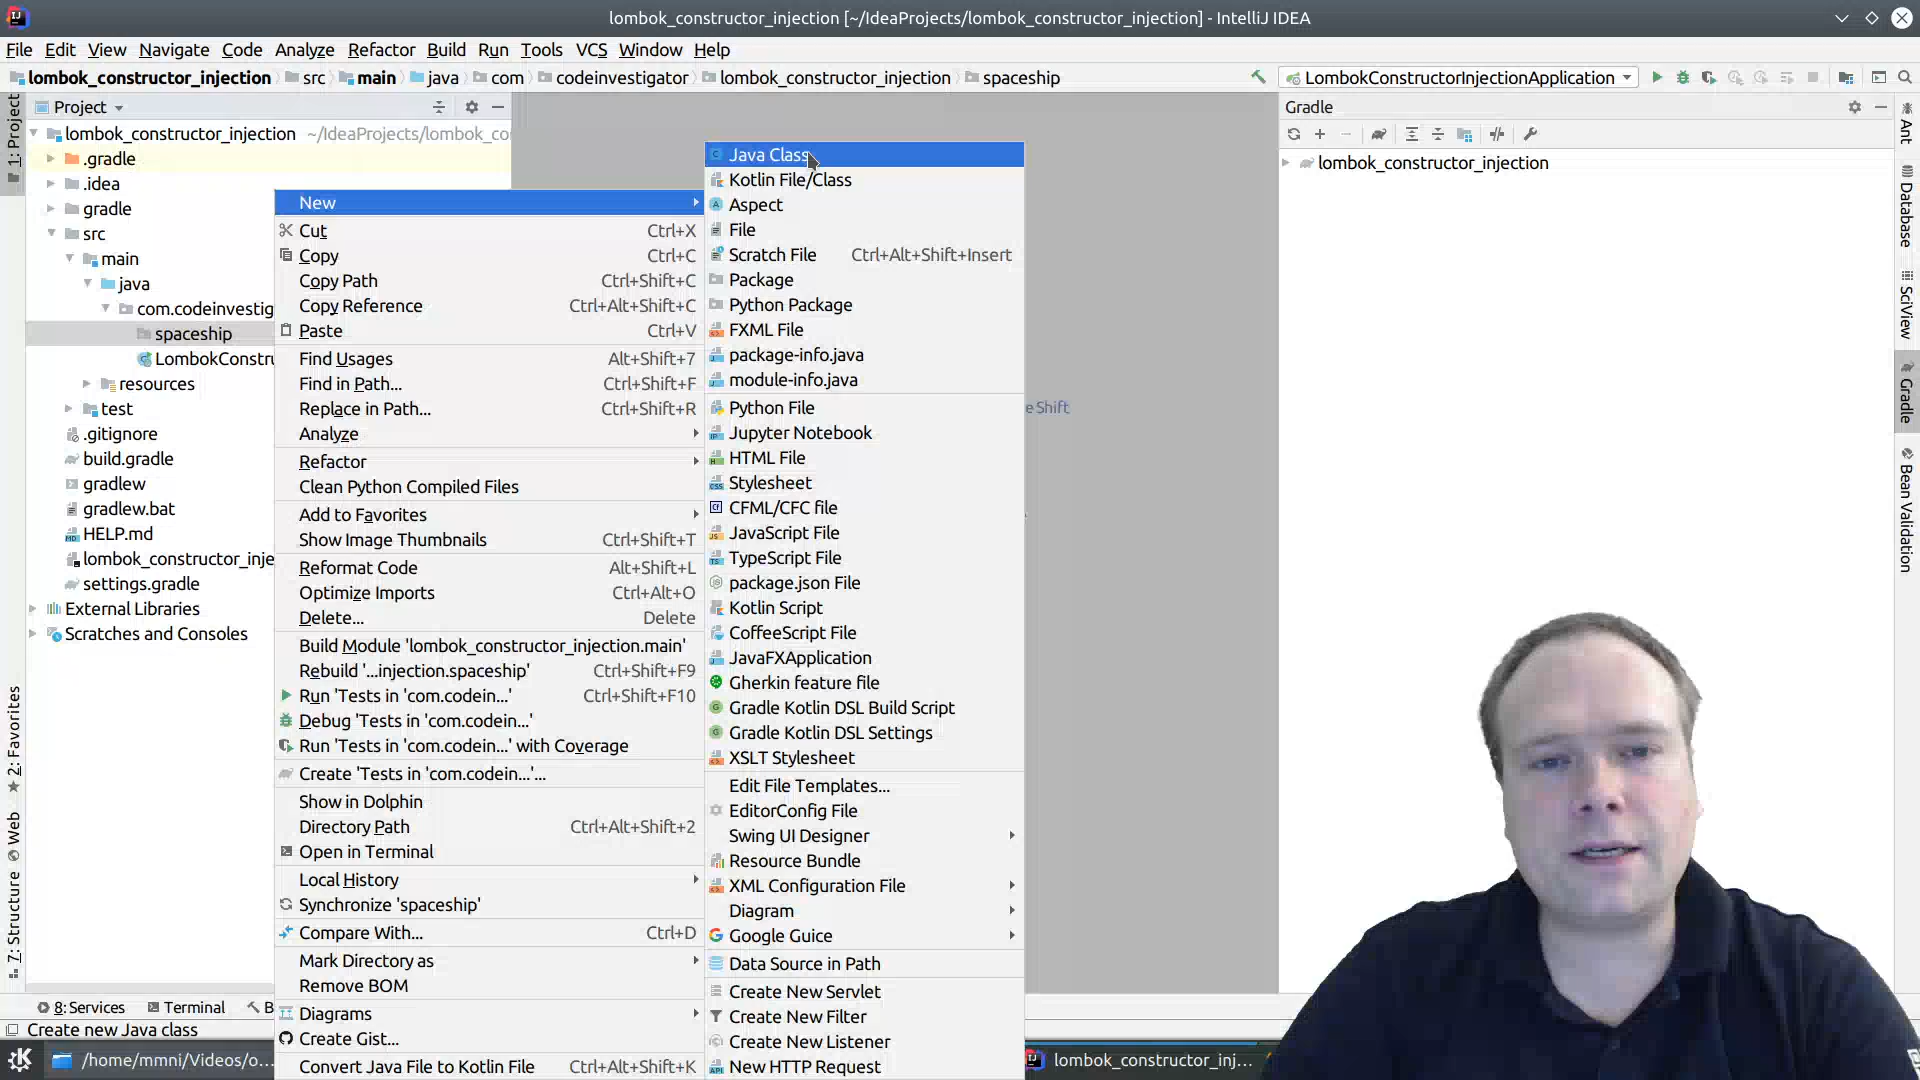 lombok_constructor_injection [~/IdeaProjects/lombok_constructor_injection] - IntelliJ IDEA
File Edit View Navigate Code Analyze Refactor Build Run Tools VCS Window Help
lombok_constructor_injection src main java com codeinvestigator lombok_constructor_injection spaceship
LombokConstructorInjectionApplication
1: Project
Project
lombok_constructor_injection ~/IdeaProjects/lombok_co
.gradle
.idea
gradle
src
main
java
com.codeinvestig
spaceship
LombokConstru
resources
test
.gitignore
build.gradle
gradlew
gradlew.bat
HELP.md
lombok_constructor_inje
settings.gradle
External Libraries
Scratches and Consoles
2: Favorites
Web
7: Structure
New
Cut Ctrl+X
Copy Ctrl+C
Copy Path Ctrl+Shift+C
Copy Reference Ctrl+Alt+Shift+C
Paste Ctrl+V
Find Usages Alt+Shift+7
Find in Path... Ctrl+Shift+F
Replace in Path... Ctrl+Shift+R
Analyze
Refactor
Clean Python Compiled Files
Add to Favorites
Show Image Thumbnails Ctrl+Shift+T
Reformat Code Alt+Shift+L
Optimize Imports Ctrl+Alt+O
Delete... Delete
Build Module 'lombok_constructor_injection.main'
Rebuild '...injection.spaceship' Ctrl+Shift+F9
Run 'Tests in 'com.codein...' Ctrl+Shift+F10
Debug 'Tests in 'com.codein...'
Run 'Tests in 'com.codein...' with Coverage
Create 'Tests in 'com.codein...'...
Show in Dolphin
Directory Path Ctrl+Alt+Shift+2
Open in Terminal
Local History
Synchronize 'spaceship'
Compare With... Ctrl+D
Mark Directory as
Remove BOM
Diagrams
Create Gist...
Convert Java File to Kotlin File Ctrl+Alt+Shift+K
Java Class
Kotlin File/Class
Aspect
File
Scratch File Ctrl+Alt+Shift+Insert
Package
Python Package
FXML File
package-info.java
module-info.java
Python File
Jupyter Notebook
HTML File
Stylesheet
CFML/CFC file
JavaScript File
TypeScript File
package.json File
Kotlin Script
CoffeeScript File
JavaFXApplication
Gherkin feature file
Gradle Kotlin DSL Build Script
Gradle Kotlin DSL Settings
XSLT Stylesheet
Edit File Templates...
EditorConfig File
Swing UI Designer
Resource Bundle
XML Configuration File
Diagram
Google Guice
Data Source in Path
Create New Servlet
Create New Filter
Create New Listener
New HTTP Request
e Shift
Gradle
lombok_constructor_injection
Ant
Database
SciView
Gradle
Bean Validation
8: Services Terminal B
Create new Java class
/home/mmni/Videos/o... lombok_constructor_inj...